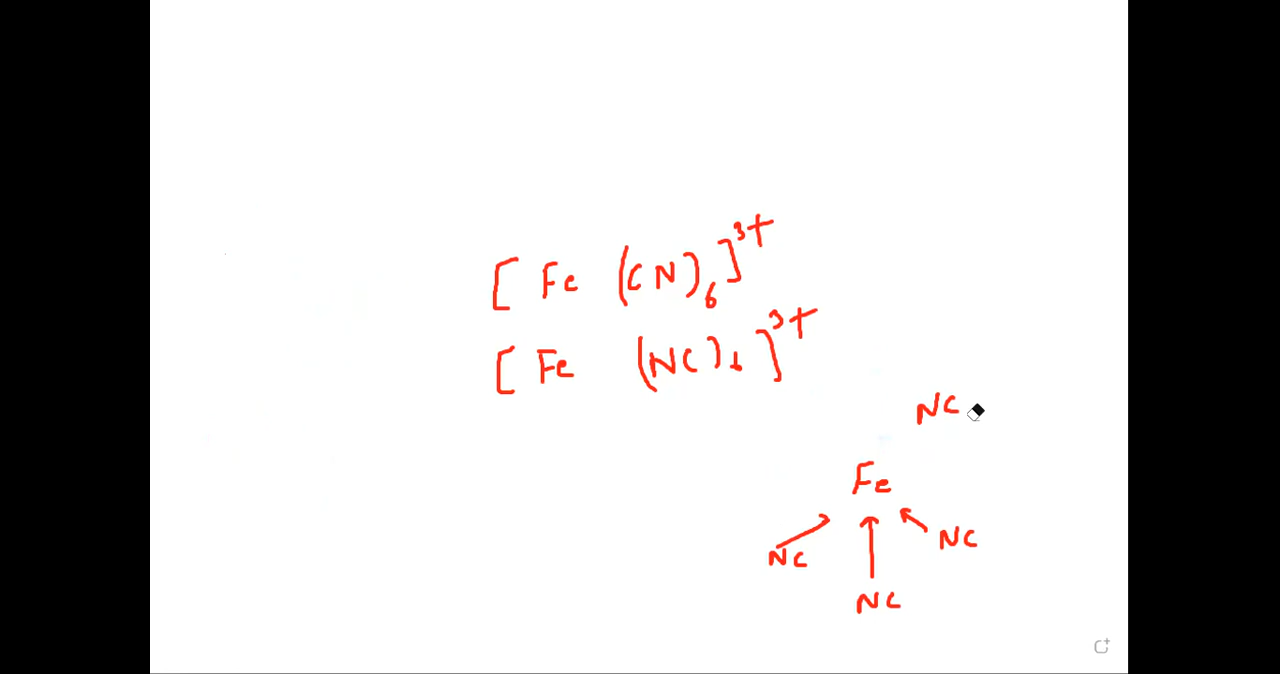 [ Fe (CN)₆ ]³⁺
[ Fe (NC)₆ ]³⁺
NC
Fe
NC
NC
NC